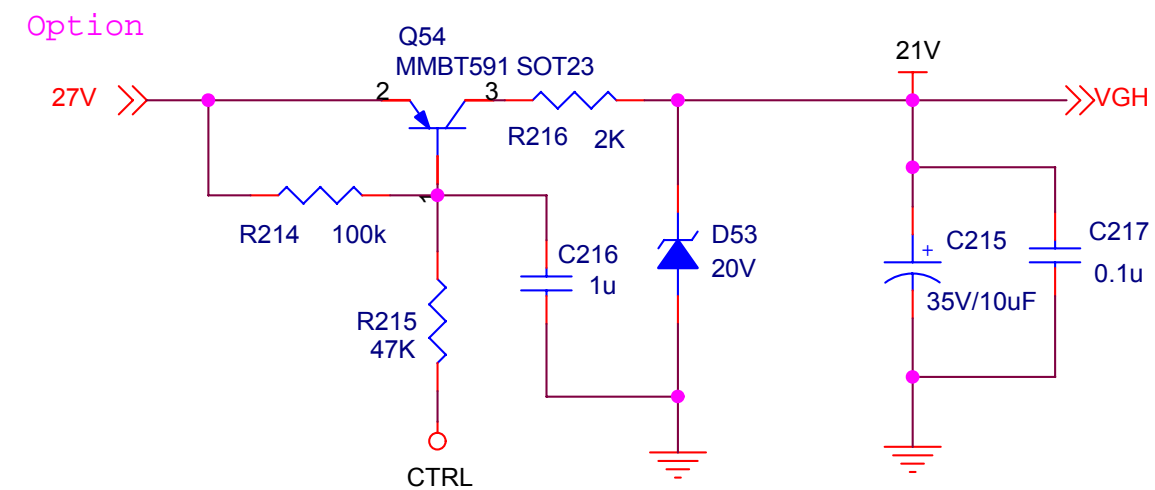 Option
Q54
MMBT591 SOT23
21V
27V
2
3
VGH
R216 2K
1
R214 100k
C216
1u
D53
20V
C215
+
35V/10uF
C217
0.1u
R215
47K
CTRL